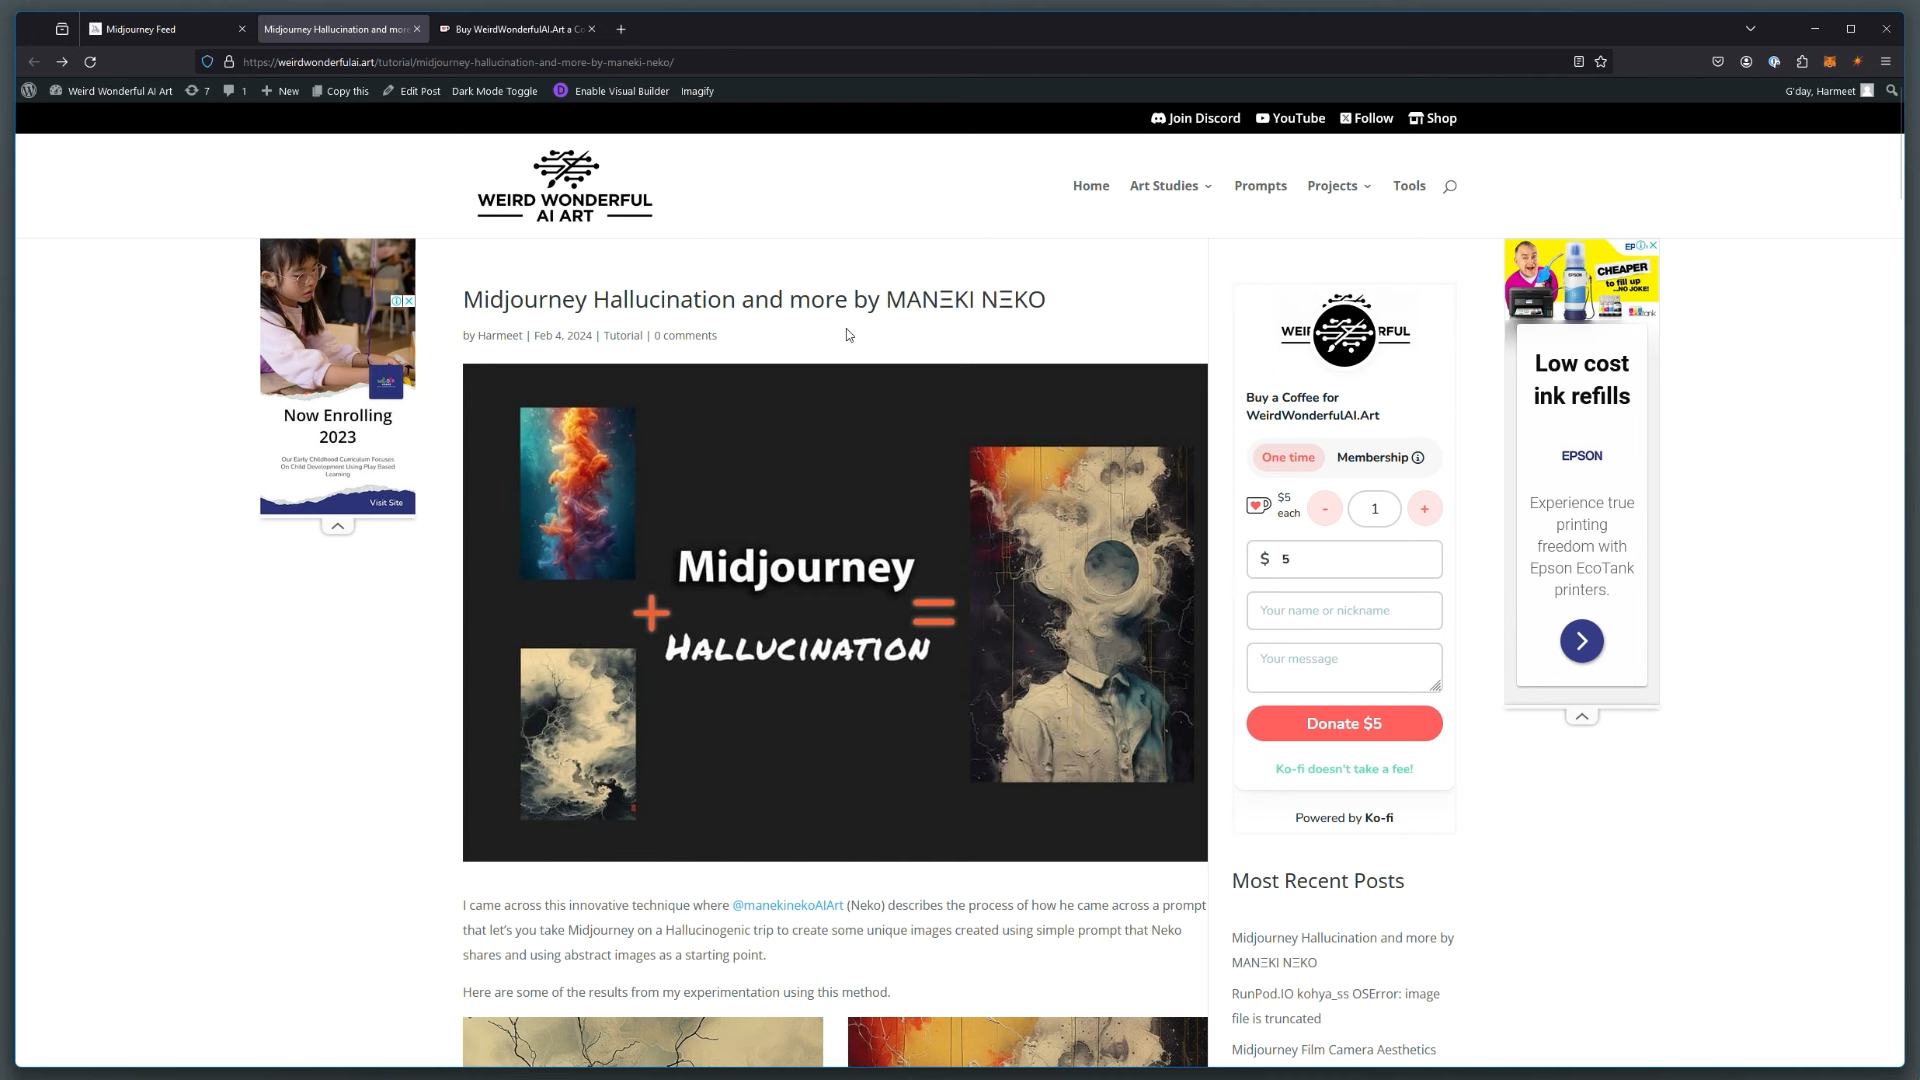 Midjourney Feed
Midjourney Hallucination and more
Buy WeirdWonderfulAI.Art a Co
https://weirdwonderfulai.art/tutorial/midjourney-hallucination-and-more-by-maneki-neko/
Weird Wonderful AI Art
7
1
New
Copy this
Edit Post
Dark Mode Toggle
D
Enable Visual Builder
Imagify
G'day, Harmeet
Join Discord
YouTube
Follow
Shop
WEIRD WONDERFUL
AI ART
Home
Art Studies
Prompts
Projects
Tools
Now Enrolling
2023
Our Early Childhood Curriculum Focuses
On Child Development Using Play Based
Learning.
Visit Site
Midjourney Hallucination and more by MANΞKI NΞKO
by Harmeet | Feb 4, 2024 | Tutorial | 0 comments
Midjourney
+
=
HALLUCINATION
I came across this innovative technique where @manekinekoAIArt (Neko) describes the process of how he came across a prompt
that let's you take Midjourney on a Hallucinogenic trip to create some unique images created using simple prompt that Neko
shares and using abstract images as a starting point.
Here are some of the results from my experimentation using this method.
WEIR
RFUL
Buy a Coffee for
WeirdWonderfulAI.Art
One time
Membership
$5
each
-
1
+
$ 5
Your name or nickname
Your message
Donate $5
Ko-fi doesn't take a fee!
Powered by Ko-fi
Most Recent Posts
Midjourney Hallucination and more by
MANΞKI NΞKO
RunPod.IO kohya_ss OSError: image
file is truncated
Midjourney Film Camera Aesthetics
EP
CHEAPER
to fill up
...NO JOKE!
Low cost
ink refills
EPSON
Experience true
printing
freedom with
Epson EcoTank
printers.